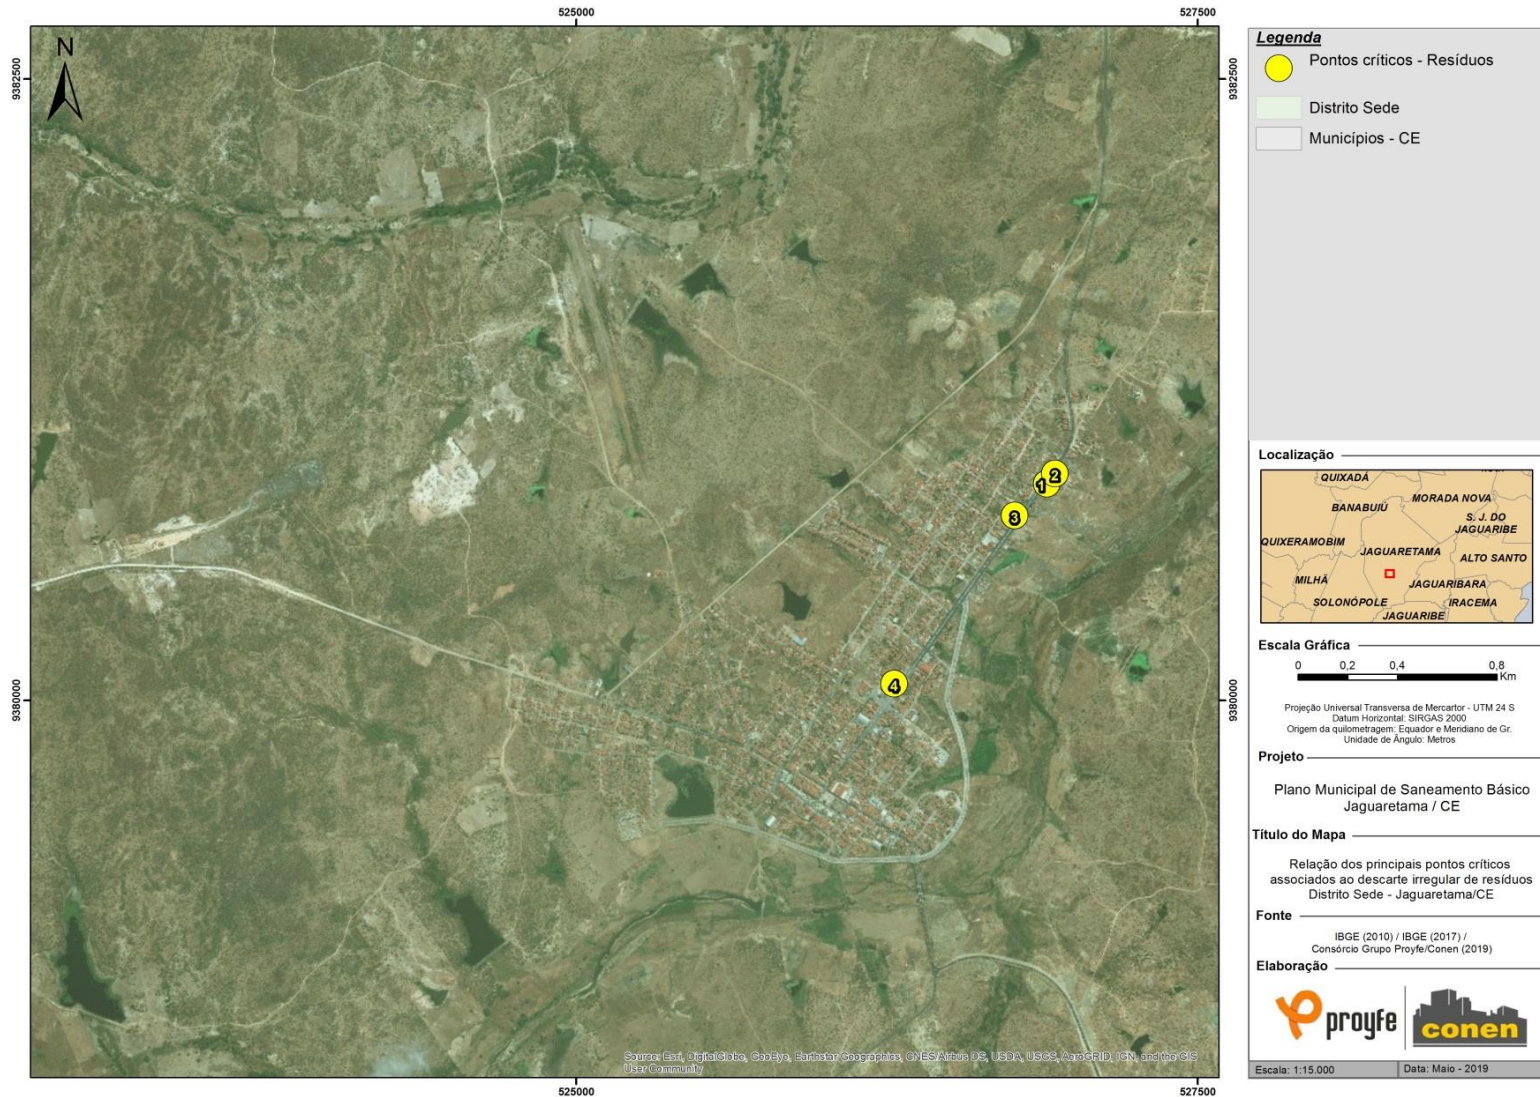 525000
527500
N
9382500
9382500
9380000
9380000
2
1
3
4
Source: Esri, DigitalGlobe, GeoEye, Earthstar Geographics, CNES/Airbus DS, USDA, USGS, AeroGRID, IGN, and the GIS
User Community
525000
527500
Legenda
Pontos críticos - Resíduos
Distrito Sede
Municípios - CE
Localização
QUIXADÁ
MORADA NOVA
BANABUIÚ
S. J. DO
JAGUARIBE
QUIXERAMOBIM
JAGUARETAMA
ALTO SANTO
MILHÃ
JAGUARIBARA
SOLONÓPOLE
IRACEMA
JAGUARIBE
Escala Gráfica
0 0,2 0,4 0,8
Km
Projeção Universal Transversa de Mercartor - UTM 24 S
Datum Horizontal: SIRGAS 2000
Origem da quilometragem: Equador e Meridiano de Gr.
Unidade de Ângulo: Metros
Projeto
Plano Municipal de Saneamento Básico
Jaguaretama / CE
Título do Mapa
Relação dos principais pontos críticos
associados ao descarte irregular de resíduos
Distrito Sede - Jaguaretama/CE
Fonte
IBGE (2010) / IBGE (2017) /
Consórcio Grupo Proyfe/Conen (2019)
Elaboração
proyfe
conen
Escala: 1:15.000
Data: Maio - 2019